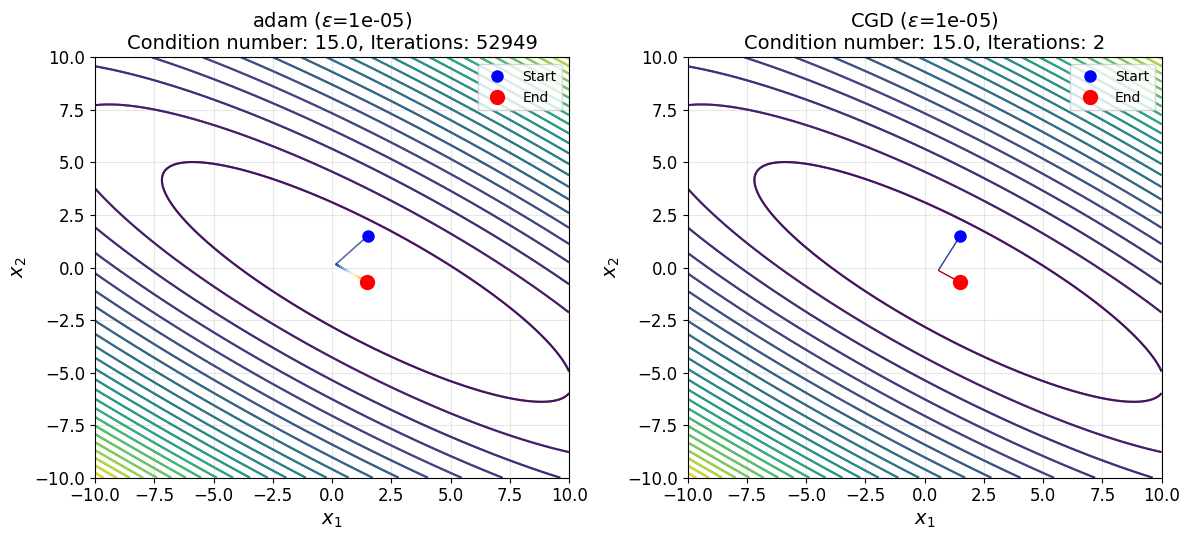 adam (ε=1e-05)
Condition number: 15.0, Iterations: 52949
10.0
7.5
5.0
2.5
0.0
−2.5
−5.0
−7.5
−10.0
−10.0 −7.5 −5.0 −2.5 0.0 2.5 5.0 7.5 10.0
x₁
x₂
Start
End
CGD (ε=1e-05)
Condition number: 15.0, Iterations: 2
10.0
7.5
5.0
2.5
0.0
−2.5
−5.0
−7.5
−10.0
−10.0 −7.5 −5.0 −2.5 0.0 2.5 5.0 7.5 10.0
x₁
x₂
Start
End